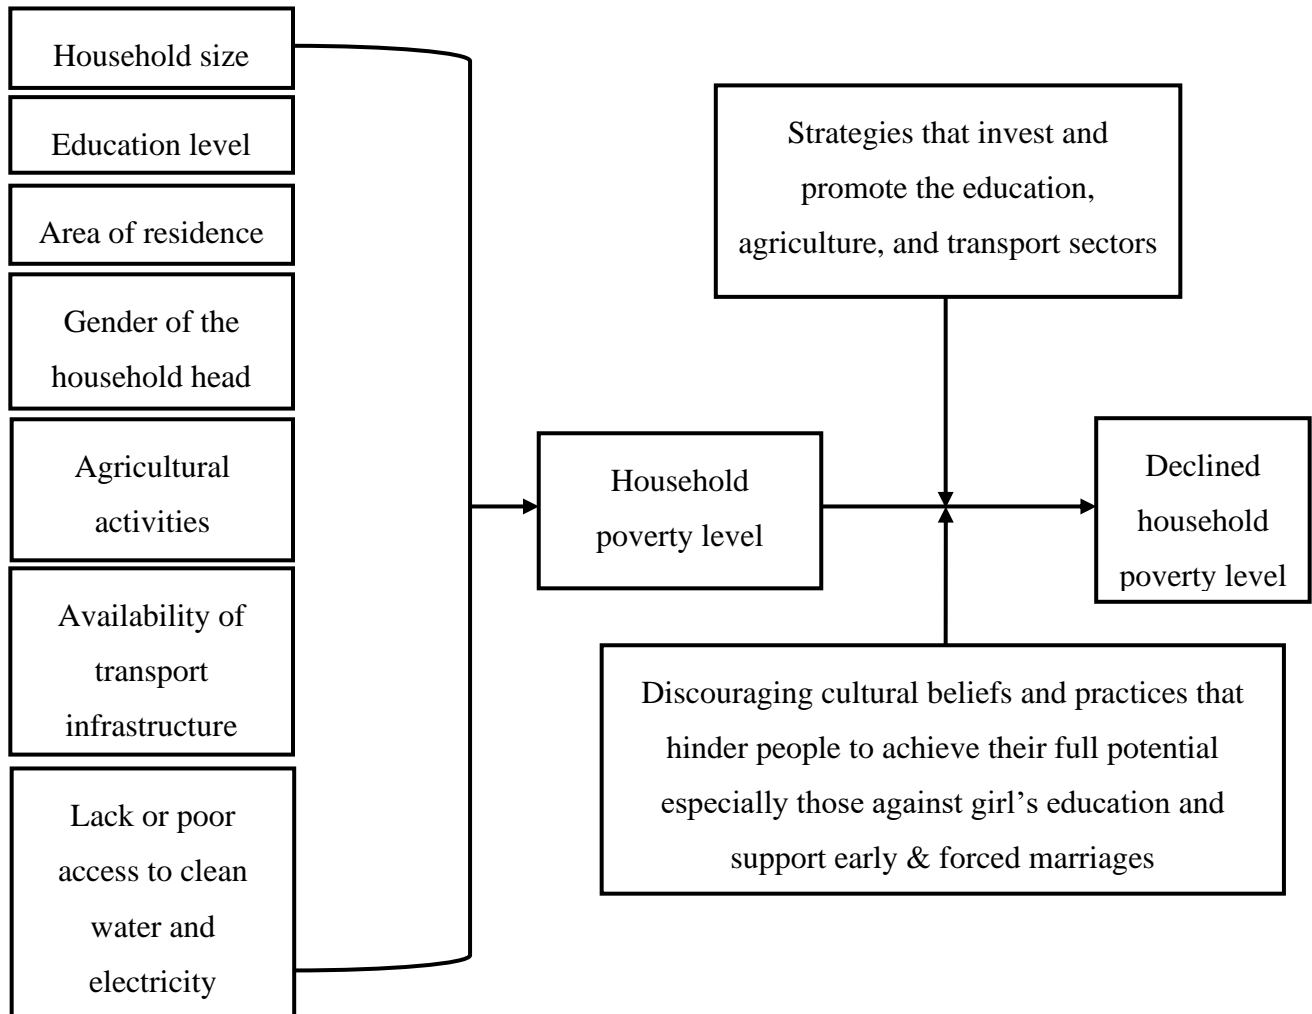 Household size
Education level
Area of residence
Gender of the
household head
Agricultural
activities
Availability of
transport
infrastructure
Lack or poor
access to clean
water and
electricity
Household
poverty level
Strategies that invest and
promote the education,
agriculture, and transport sectors
Discouraging cultural beliefs and practices that
hinder people to achieve their full potential
especially those against girl’s education and
support early & forced marriages
Declined
household
poverty level